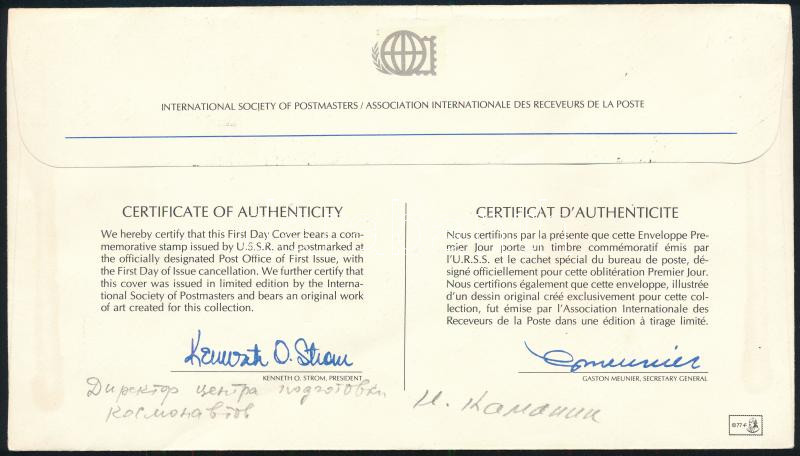 INTERNATIONAL SOCIETY OF POSTMASTERS / ASSOCIATION INTERNATIONALE DES RECEVEURS DE LA POSTE
CERTIFICATE OF AUTHENTICITY
We hereby certify that this First Day Cover bears a com-
memorative stamp issued by U.S.S.R. and postmarked at
the officially designated Post Office of First Issue, with
the First Day of Issue cancellation. We further certify that
this cover was issued in limited edition by the Interna-
tional Society of Postmasters and bears an original work
of art created for this collection.
Kenneth O. Strom
KENNETH O. STROM, PRESIDENT
CERTIFICAT D'AUTHENTICITE
Nous certifions par la présente que cette Enveloppe Pre-
mier Jour porte un timbre commémoratif émis par
l'U.R.S.S. et le cachet spécial du bureau de poste, dé-
signé officiellement pour cette oblitération Premier Jour.
Nous certifions également que cette enveloppe, illustrée
d'un dessin original créé exclusivement pour cette col-
lection, fut émise par l'Association Internationale des
Receveurs de la Poste dans une édition à tirage limité.
GMeunier
GASTON MEUNIER, SECRETARY GENERAL
Директор центра подготовки
космонавтов
Н. Каманин
©77-F